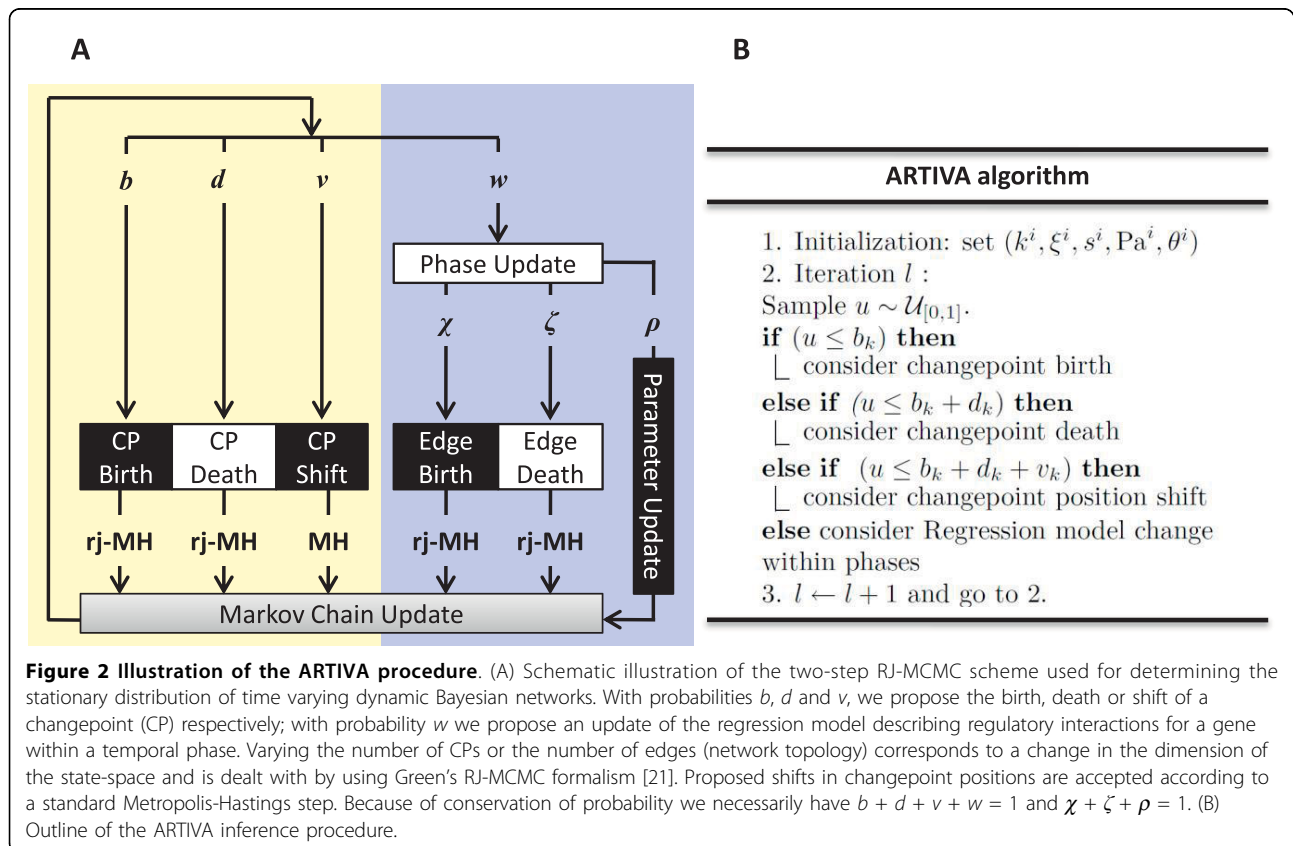 A
B
b d v w
Phase Update
χ ζ ρ
Parameter Update
CP Birth
CP Death
CP Shift
Edge Birth
Edge Death
rj-MH rj-MH MH rj-MH rj-MH
Markov Chain Update
ARTIVA algorithm
1. Initialization: set (kⁱ, ξⁱ, sⁱ, Paⁱ, θⁱ)
2. Iteration l :
Sample u ∼ 𝒰[0,1].
if (u ≤ b_k) then
consider changepoint birth
else if (u ≤ b_k + d_k) then
consider changepoint death
else if (u ≤ b_k + d_k + v_k) then
consider changepoint position shift
else consider Regression model change
within phases
3. l ← l + 1 and go to 2.
Figure 2 Illustration of the ARTIVA procedure. (A) Schematic illustration of the two-step RJ-MCMC scheme used for determining the
stationary distribution of time varying dynamic Bayesian networks. With probabilities b, d and v, we propose the birth, death or shift of a
changepoint (CP) respectively; with probability w we propose an update of the regression model describing regulatory interactions for a gene
within a temporal phase. Varying the number of CPs or the number of edges (network topology) corresponds to a change in the dimension of
the state-space and is dealt with by using Green's RJ-MCMC formalism [21]. Proposed shifts in changepoint positions are accepted according to
a standard Metropolis-Hastings step. Because of conservation of probability we necessarily have b + d + v + w = 1 and χ + ζ + ρ = 1. (B)
Outline of the ARTIVA inference procedure.